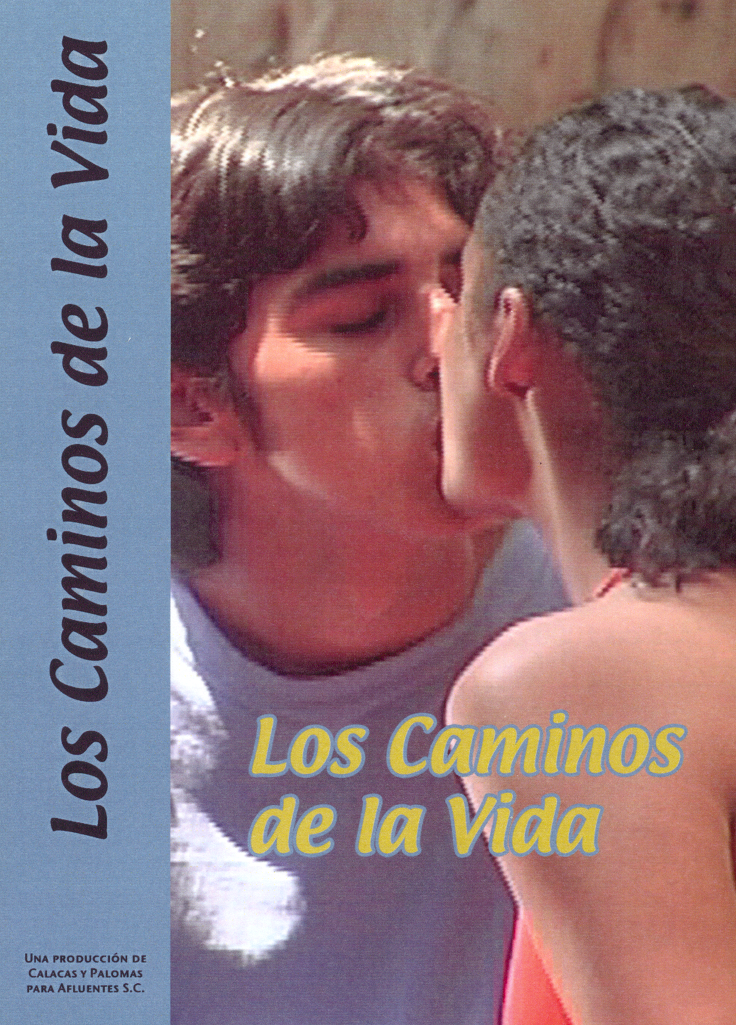 Los Caminos de la Vida
Los Caminos
de la Vida
Una producción de
Calacas y Palomas
para Afluentes S.C.